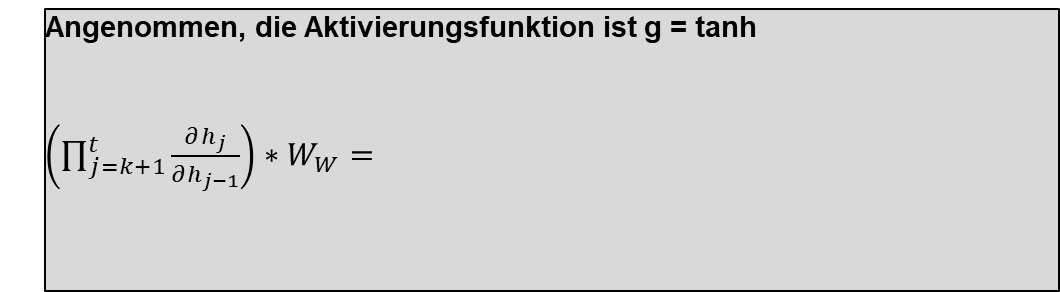 Angenommen, die Aktivierungsfunktion ist g = tanh
(∏_{j=k+1}^{t} ∂h_j/∂h_{j−1}) * W_W =